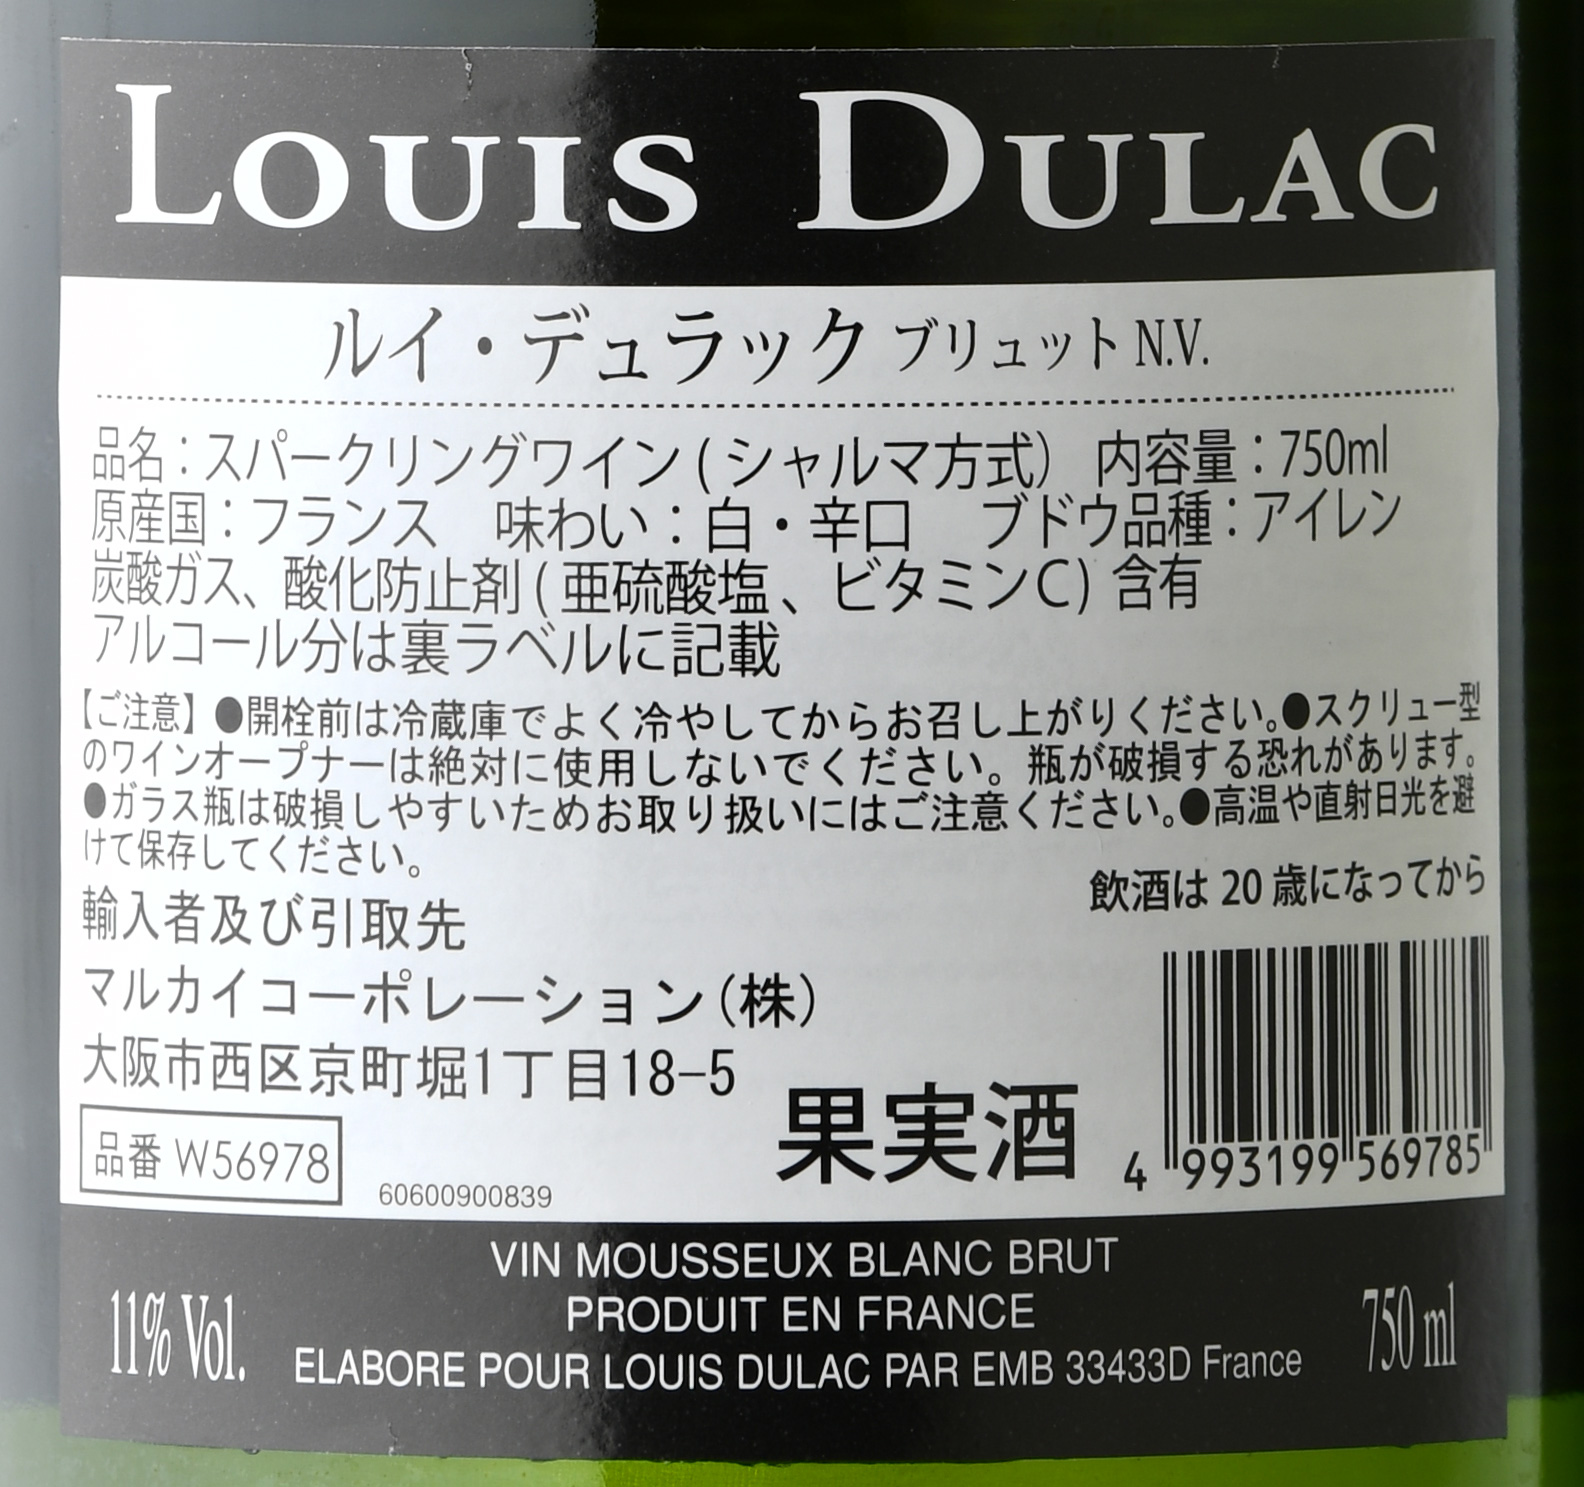 LOUIS DULAC
ルイ・デュラック ブリュット N.V.
品名：スパークリングワイン(シャルマ方式) 内容量：750ml
原産国：フランス 味わい：白・辛口 ブドウ品種：アイレン
炭酸ガス、酸化防止剤(亜硫酸塩、ビタミンC)含有
アルコール分は裏ラベルに記載
【ご注意】●開栓前は冷蔵庫でよく冷やしてからお召し上がりください。●スクリュー型
のワインオープナーは絶対に使用しないでください。瓶が破損する恐れがあります。
●ガラス瓶は破損しやすいためお取り扱いにはご注意ください。●高温や直射日光を避
けて保存してください。
飲酒は20歳になってから
輸入者及び引取先
マルカイコーポレーション(株)
大阪市西区京町堀1丁目18-5
果実酒
品番 W56978
60600900839
4 993199 569785
VIN MOUSSEUX BLANC BRUT
PRODUIT EN FRANCE
11% Vol.
ELABORE POUR LOUIS DULAC PAR EMB 33433D France
750 ml